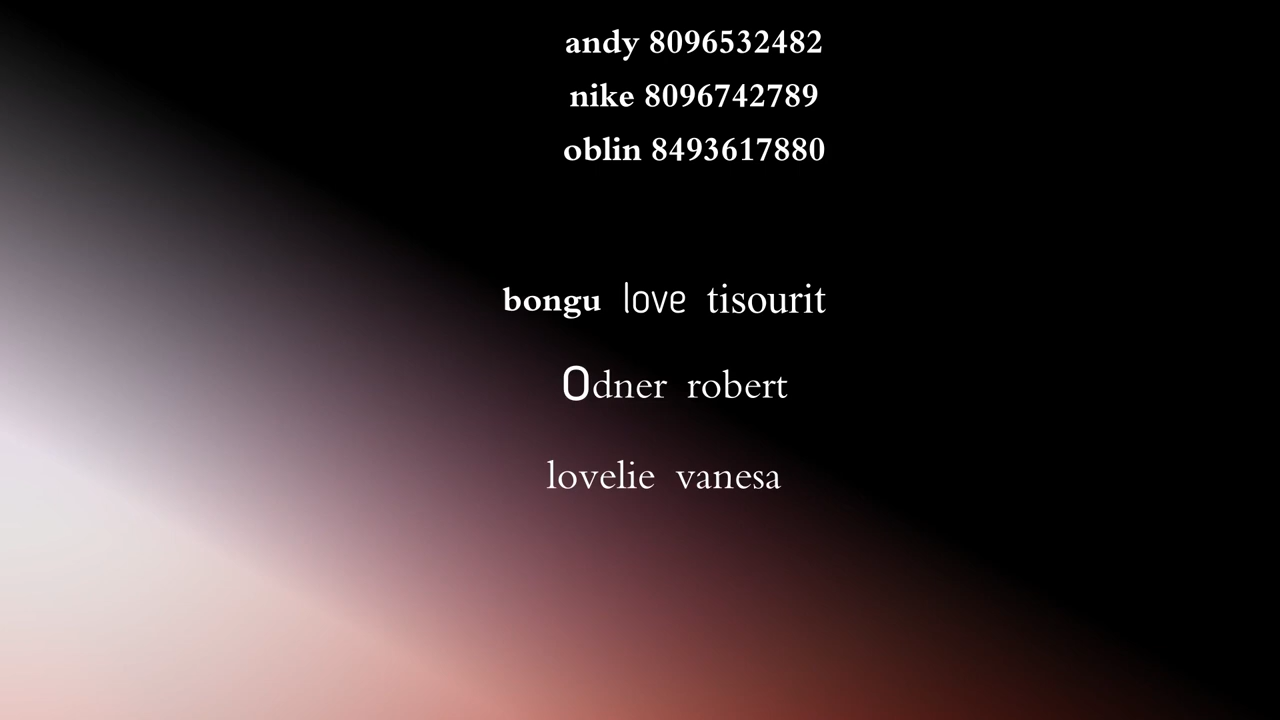 andy 8096532482
nike 8096742789
oblin 8493617880
bongu love tisourit
Odner robert
lovelie vanesa